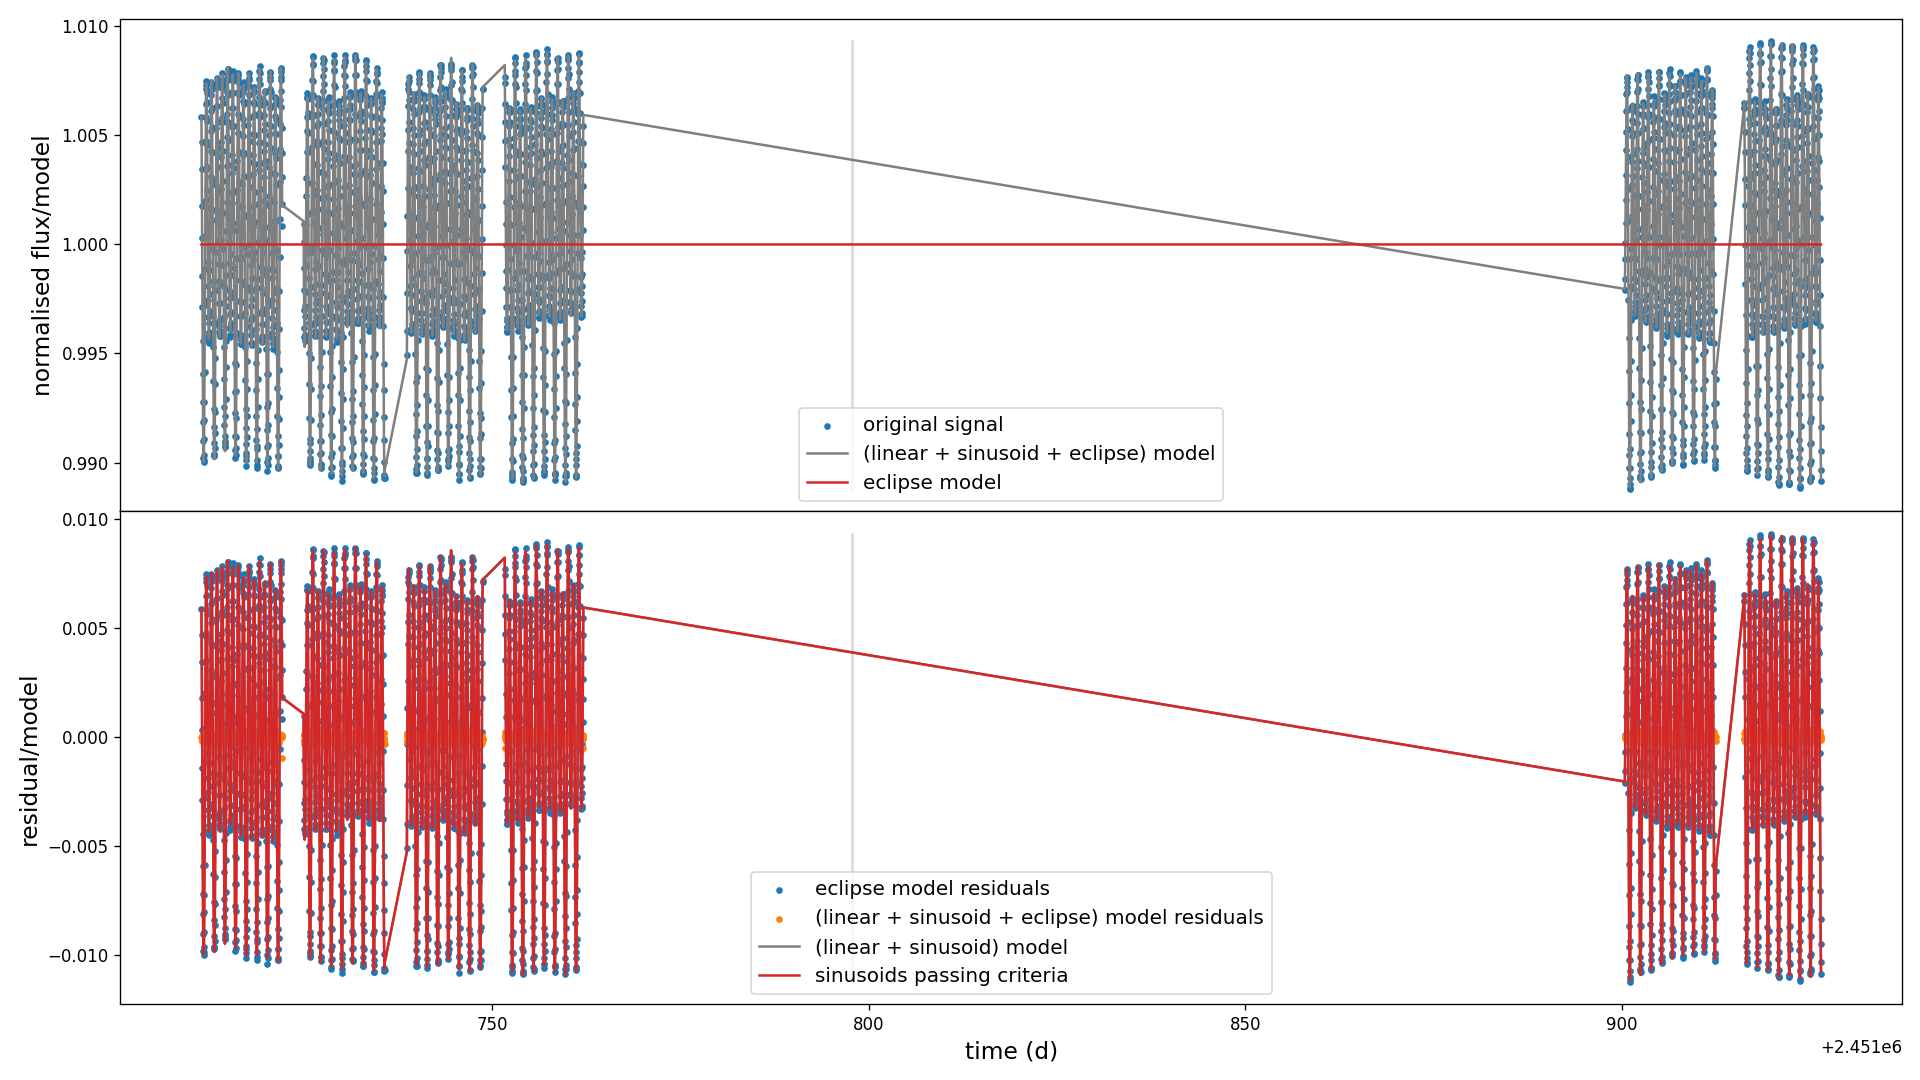 1.010
1.005
1.000
0.995
0.990
normalised flux/model
original signal
(linear + sinusoid + eclipse) model
eclipse model
0.010
0.005
0.000
−0.005
−0.010
residual/model
eclipse model residuals
(linear + sinusoid + eclipse) model residuals
(linear + sinusoid) model
sinusoids passing criteria
750
800
850
900
time (d)
+2.451e6